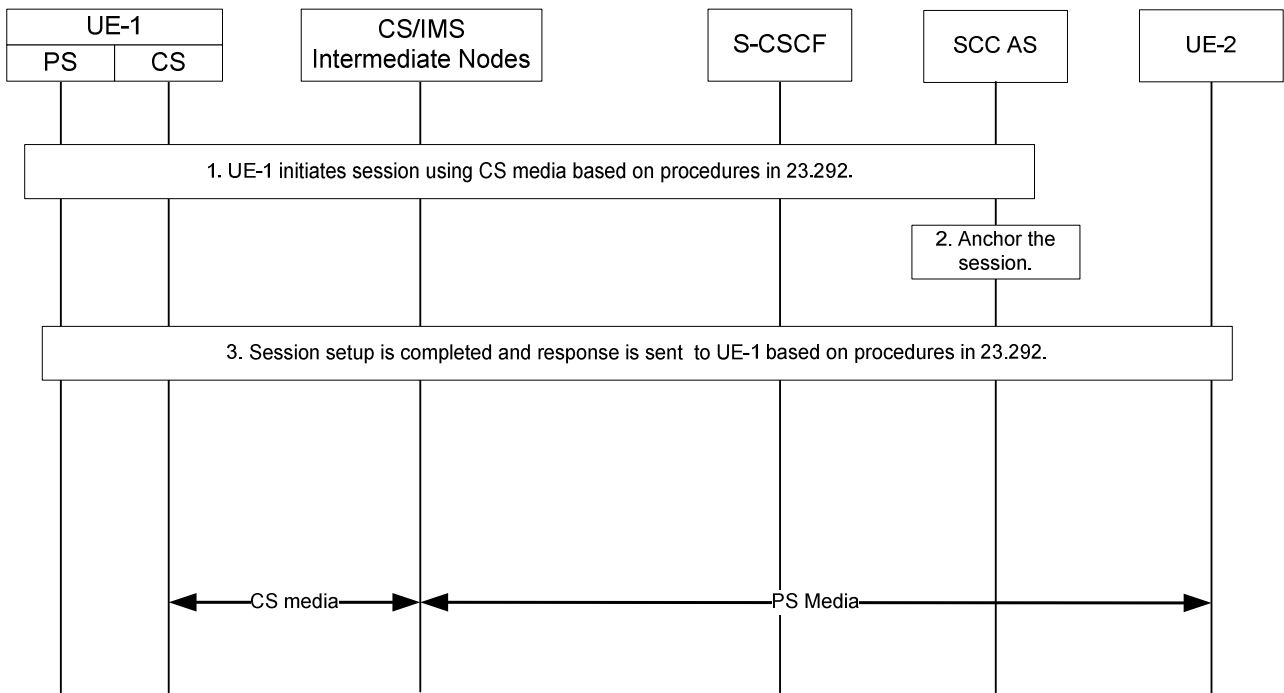 UE-1
PS
CS
CS/IMS
Intermediate Nodes
S-CSCF
SCC AS
UE-2
1. UE-1 initiates session using CS media based on procedures in 23.292.
2. Anchor the
session.
3. Session setup is completed and response is sent to UE-1 based on procedures in 23.292.
CS media
PS Media